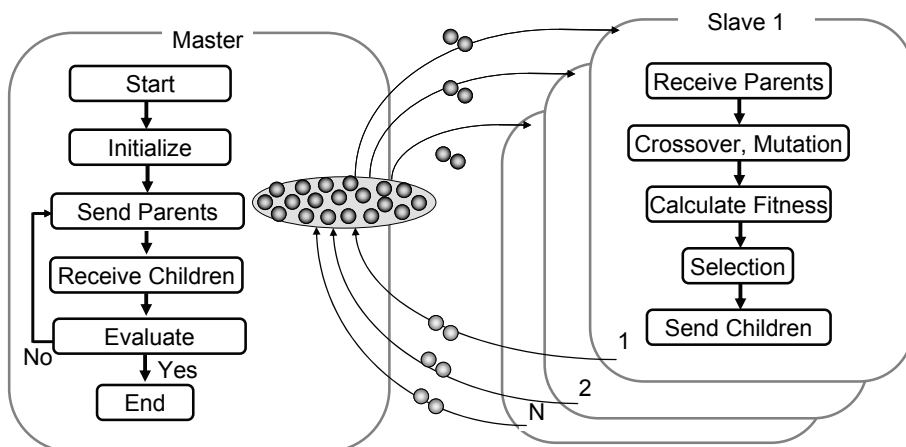 Master
Start
Initialize
Send Parents
Receive Children
Evaluate
No
Yes
End
Slave 1
Receive Parents
Crossover, Mutation
Calculate Fitness
Selection
Send Children
1
2
N